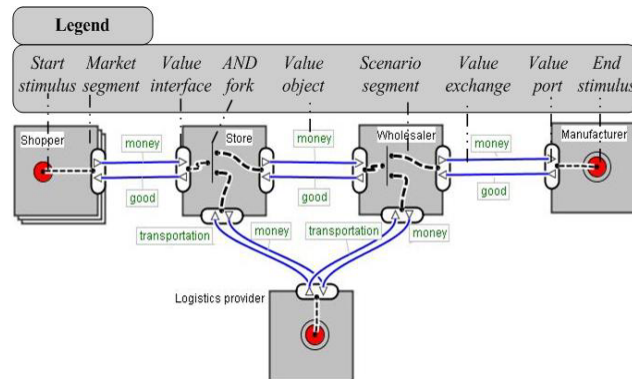 Legend
Start stimulus
Market segment
Value interface
AND fork
Value object
Scenario segment
Value exchange
Value port
End stimulus
Shopper
money
good
Store
money
good
Wholesaler
money
good
Manufacturer
transportation
money
transportation
money
Logistics provider